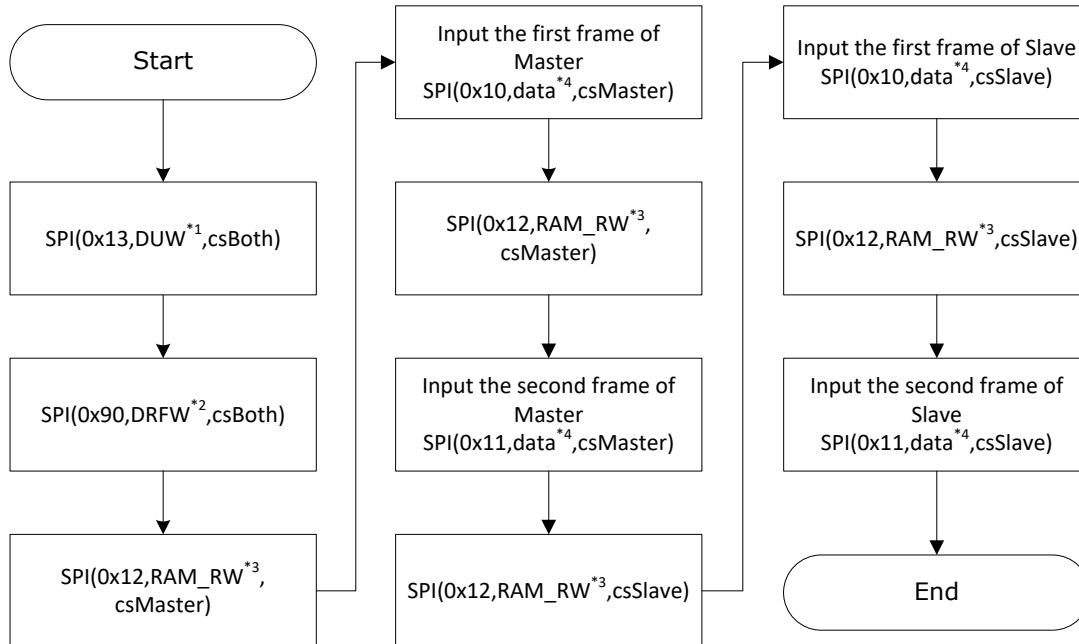 Start
SPI(0x13,DUW*1,csBoth)
SPI(0x90,DRFW*2,csBoth)
SPI(0x12,RAM_RW*3,
csMaster)
Input the first frame of
Master
SPI(0x10,data*4,csMaster)
SPI(0x12,RAM_RW*3,
csMaster)
Input the second frame of
Master
SPI(0x11,data*4,csMaster)
SPI(0x12,RAM_RW*3,csSlave)
Input the first frame of Slave
SPI(0x10,data*4,csSlave)
SPI(0x12,RAM_RW*3,csSlave)
Input the second frame of
Slave
SPI(0x11,data*4,csSlave)
End